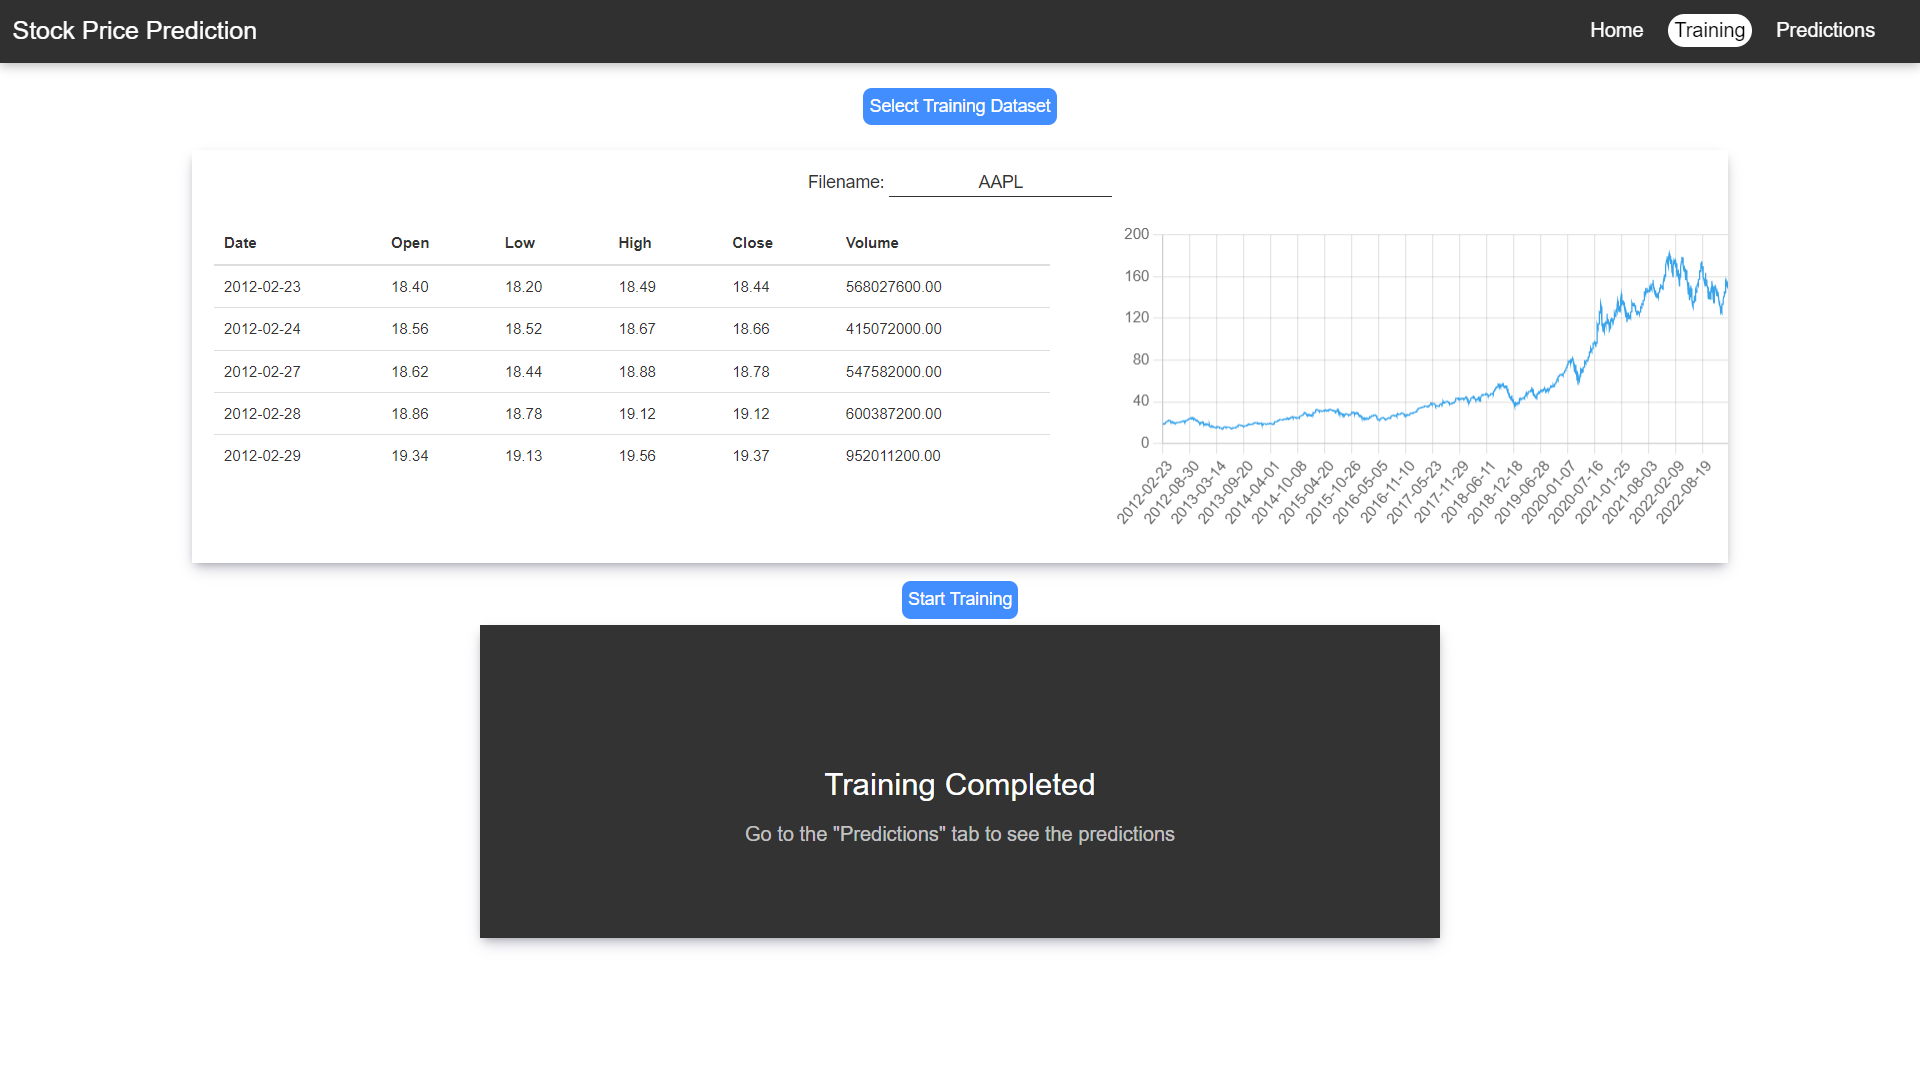 Stock Price Prediction
Home Training Predictions
Select Training Dataset
Filename: AAPL
Date Open Low High Close Volume
2012-02-23 18.40 18.20 18.49 18.44 568027600.00
2012-02-24 18.56 18.52 18.67 18.66 415072000.00
2012-02-27 18.62 18.44 18.88 18.78 547582000.00
2012-02-28 18.86 18.78 19.12 19.12 600387200.00
2012-02-29 19.34 19.13 19.56 19.37 952011200.00
200
160
120
80
40
0
2012-02-23
2012-08-30
2013-03-14
2013-09-20
2014-04-01
2014-10-08
2015-04-20
2015-10-26
2016-05-05
2016-11-10
2017-05-23
2017-11-29
2018-06-11
2018-12-18
2019-06-28
2020-01-07
2020-07-16
2021-01-25
2021-08-03
2022-02-09
2022-08-19
Start Training
Training Completed
Go to the "Predictions" tab to see the predictions